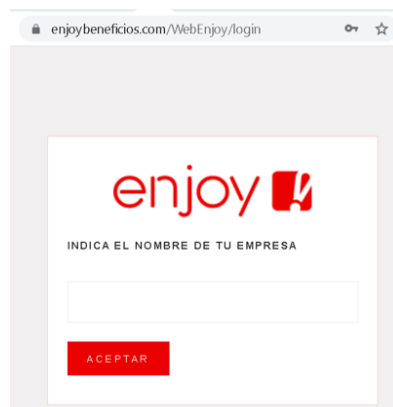 enjoybeneficios.com/WebEnjoy/login
enjoy
INDICA EL NOMBRE DE TU EMPRESA
ACEPTAR